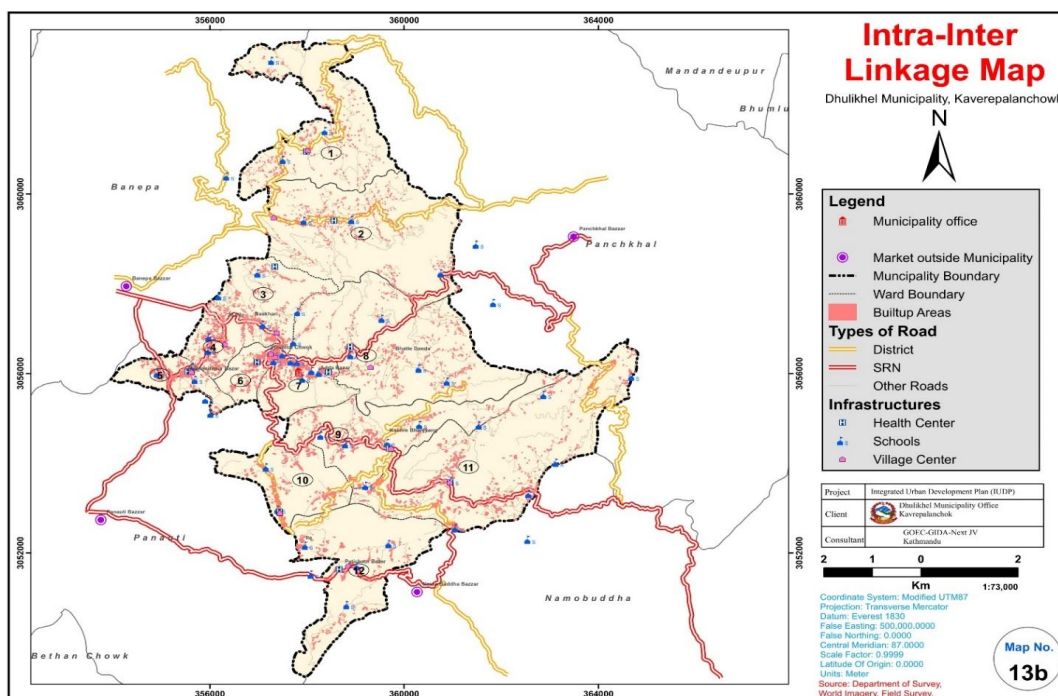 356000 360000 364000
Intra-Inter
Linkage Map
Dhulikhel Municipality, Kaverepalanchowk
N
Mandandeupur
Bhumlu
Banepa
3060000
3060000
1
2
Panchkhal Bazaar
Panchkhal
Banepa Bazzar
3
4
5
6
7
8
3056000
3056000
9
10
11
Panauti Bazzar
Panauti
3052000
3052000
12
Namobuddha
Bethan Chowk
356000 360000 364000
Legend
Municipality office
Market outside Municipality
Muncipality Boundary
Ward Boundary
Builtup Areas
Types of Road
District
SRN
Other Roads
Infrastructures
Health Center
Schools
Village Center
Project Integrated Urban Development Plan (IUDP)
Client Dhulikhel Municipality Office
Kavrepalanchok
Consultant GOEC-GIDA-Next JV
Kathmandu
2 1 0 2
Km 1:73,000
Coordinate System: Modified UTM87
Projection: Transverse Mercator
Datum: Everest 1830
False Easting: 500,000.0000
False Northing: 0.0000
Central Meridian: 87.0000
Scale Factor: 0.9999
Latitude Of Origin: 0.0000
Units: Meter
Source: Department of Survey,
World Imagery, Field Survey.
Map No.
13b